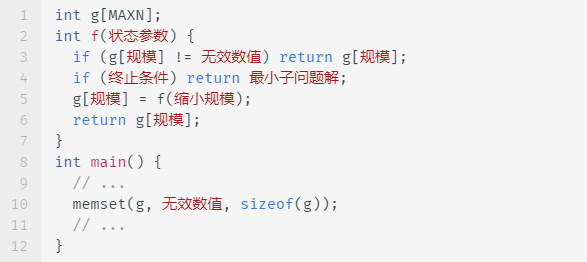 1 int g[MAXN];
2 int f(状态参数) {
3   if (g[规模] != 无效数值) return g[规模];
4   if (终止条件) return 最小子问题解;
5   g[规模] = f(缩小规模);
6   return g[规模];
7 }
8 int main() {
9   // ...
10   memset(g, 无效数值, sizeof(g));
11   // ...
12 }